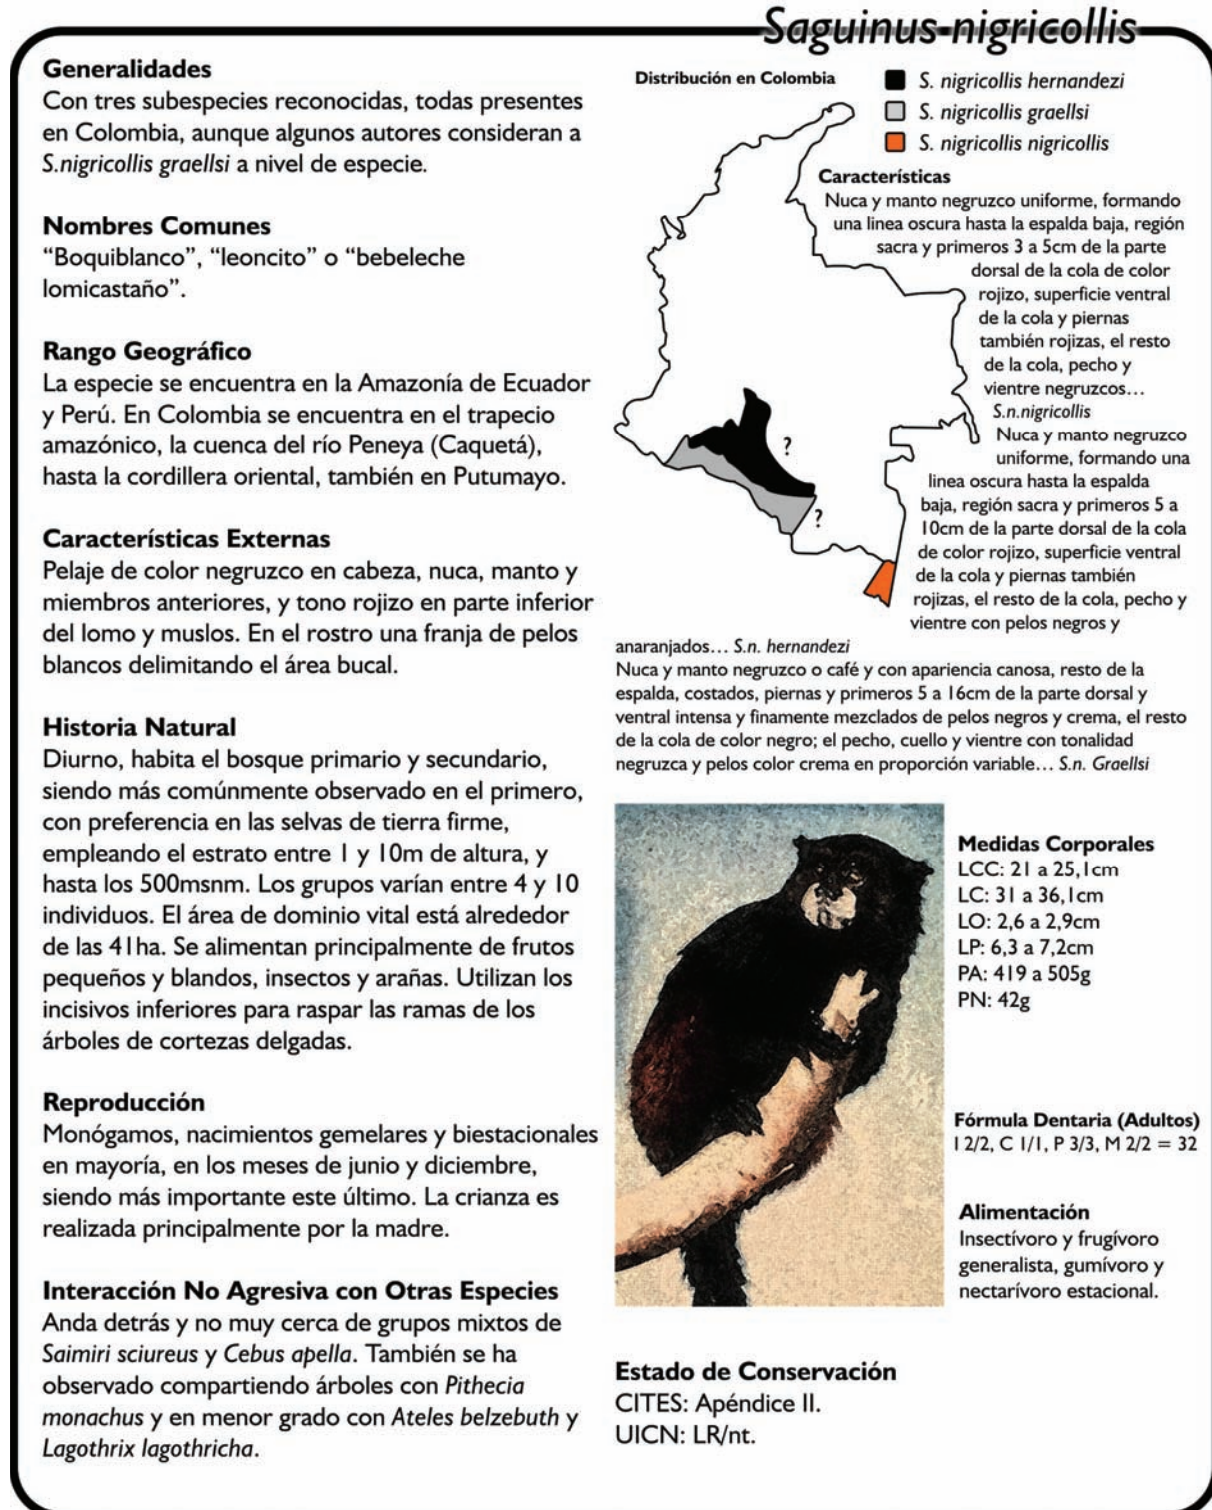 Saguinus nigricollis
Generalidades
Con tres subespecies reconocidas, todas presentes
en Colombia, aunque algunos autores consideran a
S.nigricollis graellsi a nivel de especie.
Nombres Comunes
“Boquiblanco”, “leoncito” o “bebeleche
lomicastaño”.
Rango Geográfico
La especie se encuentra en la Amazonía de Ecuador
y Perú. En Colombia se encuentra en el trapecio
amazónico, la cuenca del río Peneya (Caquetá),
hasta la cordillera oriental, también en Putumayo.
Características Externas
Pelaje de color negruzco en cabeza, nuca, manto y
miembros anteriores, y tono rojizo en parte inferior
del lomo y muslos. En el rostro una franja de pelos
blancos delimitando el área bucal.
Historia Natural
Diurno, habita el bosque primario y secundario,
siendo más comúnmente observado en el primero,
con preferencia en las selvas de tierra firme,
empleando el estrato entre 1 y 10m de altura, y
hasta los 500msnm. Los grupos varían entre 4 y 10
individuos. El área de dominio vital está alrededor
de las 41ha. Se alimentan principalmente de frutos
pequeños y blandos, insectos y arañas. Utilizan los
incisivos inferiores para raspar las ramas de los
árboles de cortezas delgadas.
Reproducción
Monógamos, nacimientos gemelares y biestacionales
en mayoría, en los meses de junio y diciembre,
siendo más importante este último. La crianza es
realizada principalmente por la madre.
Interacción No Agresiva con Otras Especies
Anda detrás y no muy cerca de grupos mixtos de
Saimiri sciureus y Cebus apella. También se ha
observado compartiendo árboles con Pithecia
monachus y en menor grado con Ateles belzebuth y
Lagothrix lagothricha.
Distribución en Colombia
S. nigricollis hernandezi
S. nigricollis graellsi
S. nigricollis nigricollis
?
?
Características
Nuca y manto negruzco uniforme, formando
una linea oscura hasta la espalda baja, región
sacra y primeros 3 a 5cm de la parte
dorsal de la cola de color
rojizo, superficie ventral
de la cola y piernas
también rojizas, el resto
de la cola, pecho y
vientre negruzcos…
S.n.nigricollis
Nuca y manto negruzco
uniforme, formando una
linea oscura hasta la espalda
baja, región sacra y primeros 5 a
10cm de la parte dorsal de la cola
de color rojizo, superficie ventral
de la cola y piernas también
rojizas, el resto de la cola, pecho y
vientre con pelos negros y
anaranjados… S.n. hernandezi
Nuca y manto negruzco o café y con apariencia canosa, resto de la
espalda, costados, piernas y primeros 5 a 16cm de la parte dorsal y
ventral intensa y finamente mezclados de pelos negros y crema, el resto
de la cola de color negro; el pecho, cuello y vientre con tonalidad
negruzca y pelos color crema en proporción variable… S.n. Graellsi
Medidas Corporales
LCC: 21 a 25,1cm
LC: 31 a 36,1cm
LO: 2,6 a 2,9cm
LP: 6,3 a 7,2cm
PA: 419 a 505g
PN: 42g
Fórmula Dentaria (Adultos)
I 2/2, C 1/1, P 3/3, M 2/2 = 32
Alimentación
Insectívoro y frugívoro
generalista, gumívoro y
nectarívoro estacional.
Estado de Conservación
CITES: Apéndice II.
UICN: LR/nt.